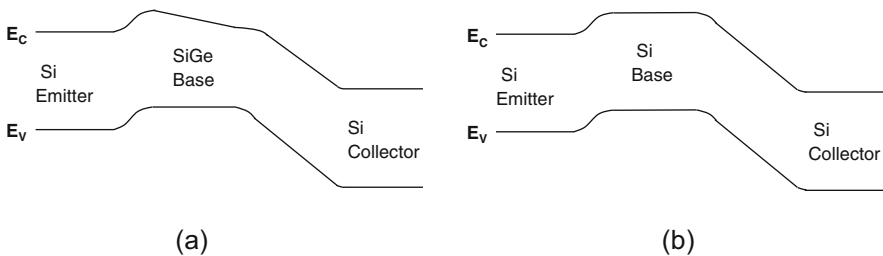 E_C
Si
Emitter
SiGe
Base
E_V
Si
Collector
(a)
E_C
Si
Emitter
Si
Base
E_V
Si
Collector
(b)